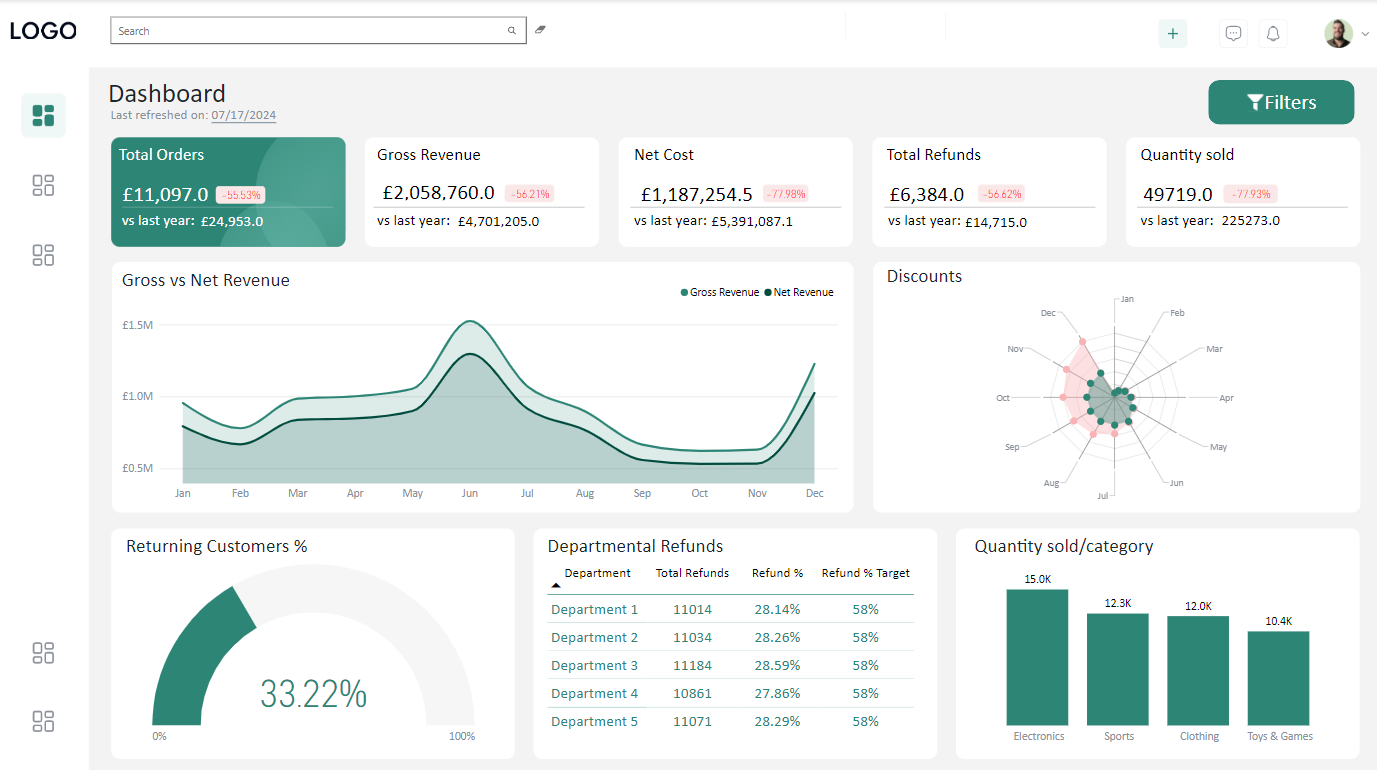 LOGO
Search
Dashboard
Last refreshed on: 07/17/2024
Filters
Total Orders
£11,097.0 -55.53%
vs last year: £24,953.0
Gross Revenue
£2,058,760.0 -56.21%
vs last year: £4,701,205.0
Net Cost
£1,187,254.5 -77.98%
vs last year: £5,391,087.1
Total Refunds
£6,384.0 -56.62%
vs last year: £14,715.0
Quantity sold
49719.0 -77.93%
vs last year: 225273.0
Gross vs Net Revenue
Gross Revenue Net Revenue
£1.5M
£1.0M
£0.5M
Jan Feb Mar Apr May Jun Jul Aug Sep Oct Nov Dec
Discounts
Jan
Feb
Mar
Apr
May
Jun
Jul
Aug
Sep
Oct
Nov
Dec
Returning Customers %
33.22%
0% 100%
Departmental Refunds
Department Total Refunds Refund % Refund % Target
Department 1 11014 28.14% 58%
Department 2 11034 28.26% 58%
Department 3 11184 28.59% 58%
Department 4 10861 27.86% 58%
Department 5 11071 28.29% 58%
Quantity sold/category
15.0K 12.3K 12.0K 10.4K
Electronics Sports Clothing Toys & Games